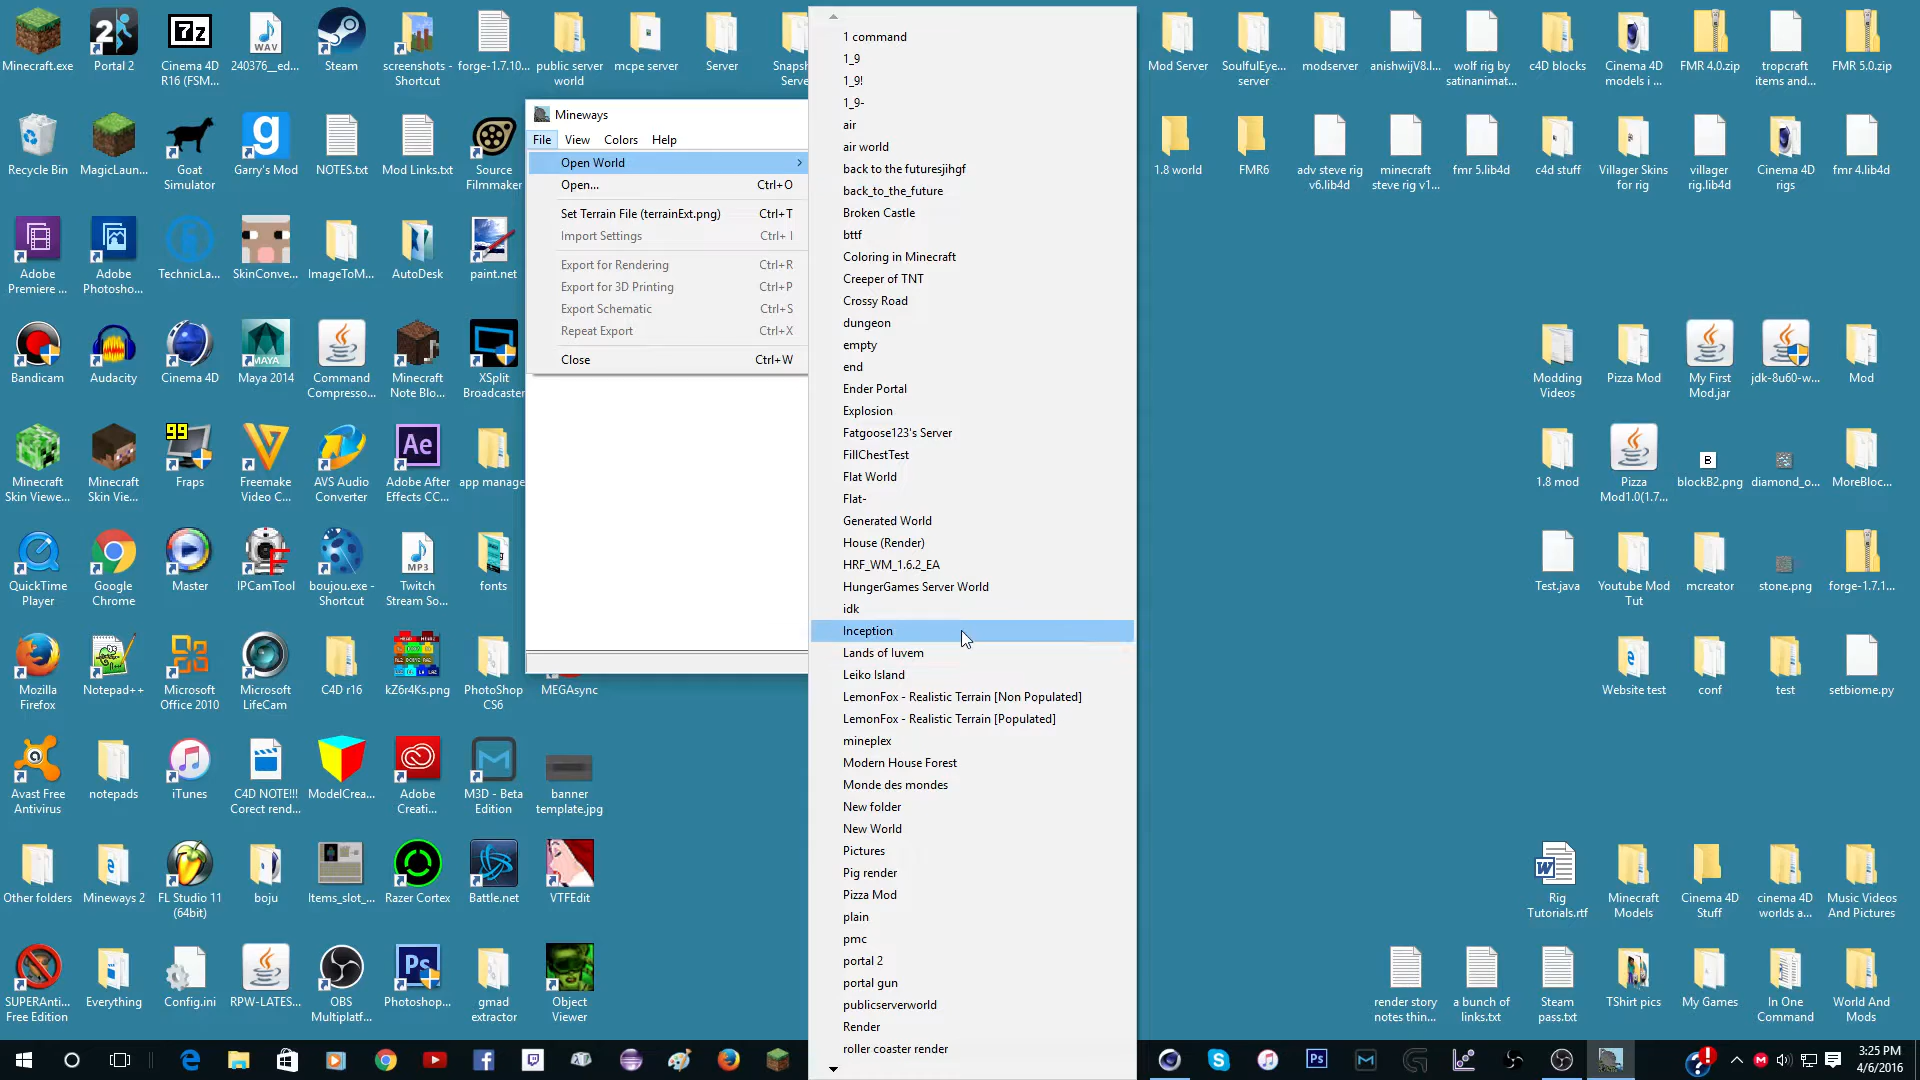 Minecraft.exe
Portal 2
Cinema 4D
R16 (FSM...
240376__ed...
Steam
screenshots -
Shortcut
forge-1.7.10...
public server
world
mcpe server
Server
Snaps
Serve
Mod Server
SoulfulEye...
server
modserver
anishwijV8.l...
wolf rig by
satinanimat...
c4D blocks
Cinema 4D
models i ...
FMR 4.0.zip
tropcraft
items and...
FMR 5.0.zip
Recycle Bin
MagicLaun...
Goat
Simulator
Garry's Mod
NOTES.txt
Mod Links.txt
Source
Filmmaker
1.8 world
FMR6
adv steve rig
v6.lib4d
minecraft
steve rig v1...
fmr 5.lib4d
c4d stuff
Villager Skins
for rig
villager
rig.lib4d
Cinema 4D
rigs
fmr 4.lib4d
Adobe
Premiere ...
Adobe
Photosho...
TechnicLa...
SkinConve...
ImageToM...
AutoDesk
paint.net
Bandicam
Audacity
Cinema 4D
Maya 2014
Command
Compresso...
Minecraft
Note Blo...
XSplit
Broadcaster
Modding
Videos
Pizza Mod
My First
Mod.jar
jdk-8u60-w...
Mod
Minecraft
Skin Viewe...
Minecraft
Skin Vie...
Fraps
Freemake
Video C...
AVS Audio
Converter
Adobe After
Effects CC...
app manage
1.8 mod
Pizza
Mod1.0(1.7...
blockB2.png
diamond_o...
MoreBloc...
QuickTime
Player
Google
Chrome
Master
IPCamTool
boujou.exe -
Shortcut
Twitch
Stream So...
fonts
Test.java
Youtube Mod
Tut
mcreator
stone.png
forge-1.7.1...
Mozilla
Firefox
Notepad++
Microsoft
Office 2010
Microsoft
LifeCam
C4D r16
kZ6r4Ks.png
PhotoShop
CS6
MEGAsync
Website test
conf
test
setbiome.py
Avast Free
Antivirus
notepads
iTunes
C4D NOTE!!!
Corect rend...
ModelCrea...
Adobe
Creati...
M3D - Beta
Edition
banner
template.jpg
Other folders
Mineways 2
FL Studio 11
(64bit)
boju
Items_slot_...
Razer Cortex
Battle.net
VTFEdit
Rig
Tutorials.rtf
Minecraft
Models
Cinema 4D
Stuff
cinema 4D
worlds a...
Music Videos
And Pictures
SUPERAnti...
Free Edition
Everything
Config.ini
RPW-LATES...
OBS
Multiplatf...
Photoshop...
gmad
extractor
Object
Viewer
render story
notes thin...
a bunch of
links.txt
Steam
pass.txt
TShirt pics
My Games
In One
Command
World And
Mods
Mineways
File View Colors Help
Open World
Open... Ctrl+O
Set Terrain File (terrainExt.png) Ctrl+T
Import Settings Ctrl+ I
Export for Rendering Ctrl+R
Export for 3D Printing Ctrl+P
Export Schematic Ctrl+S
Repeat Export Ctrl+X
Close Ctrl+W
1 command
1_9
1_9!
1_9-
air
air world
back to the futuresjihgf
back_to_the_future
Broken Castle
bttf
Coloring in Minecraft
Creeper of TNT
Crossy Road
dungeon
empty
end
Ender Portal
Explosion
Fatgoose123's Server
FillChestTest
Flat World
Flat-
Generated World
House (Render)
HRF_WM_1.6.2_EA
HungerGames Server World
idk
Inception
Lands of luvem
Leiko Island
LemonFox - Realistic Terrain [Non Populated]
LemonFox - Realistic Terrain [Populated]
mineplex
Modern House Forest
Monde des mondes
New folder
New World
Pictures
Pig render
Pizza Mod
plain
pmc
portal 2
portal gun
publicserverworld
Render
roller coaster render
3:25 PM
4/6/2016